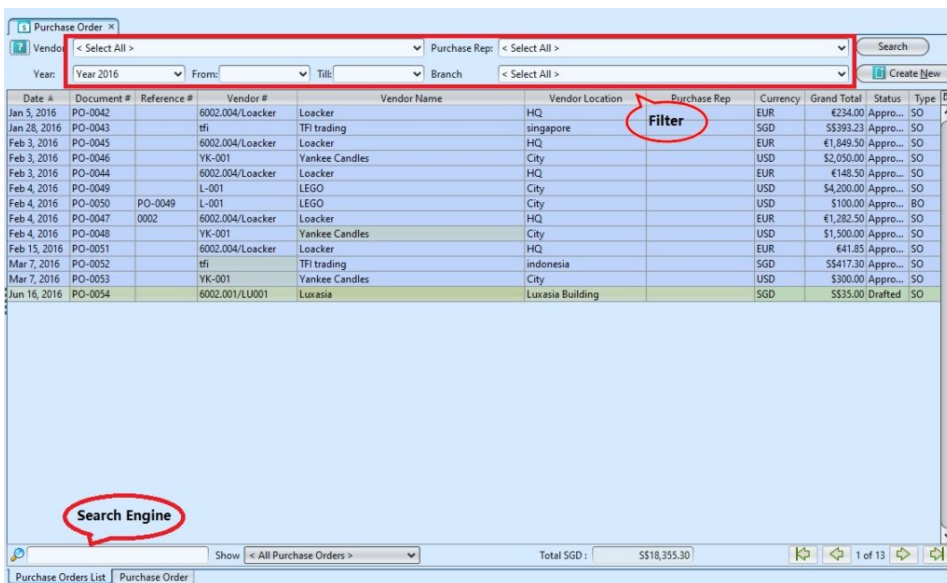 Purchase Order ×
Vendor < Select All > Purchase Rep: < Select All > Search
Year: Year 2016 From: Till: Branch < Select All > Create New
Date Document # Reference # Vendor # Vendor Name Vendor Location Purchase Rep Currency Grand Total Status Type
Filter
Jan 5, 2016 PO-0042 6002.004/Loacker Loacker HQ EUR €234.00 Appro... SO
Jan 28, 2016 PO-0043 tfi TFI trading singapore SGD S$393.23 Appro... SO
Feb 3, 2016 PO-0045 6002.004/Loacker Loacker HQ EUR €1,849.50 Appro... SO
Feb 3, 2016 PO-0046 YK-001 Yankee Candles City USD $2,050.00 Appro... SO
Feb 3, 2016 PO-0044 6002.004/Loacker Loacker HQ EUR €148.50 Appro... SO
Feb 4, 2016 PO-0049 L-001 LEGO City USD $4,200.00 Appro... SO
Feb 4, 2016 PO-0050 PO-0049 L-001 LEGO City USD $100.00 Appro... BO
Feb 4, 2016 PO-0047 0002 6002.004/Loacker Loacker HQ EUR €1,282.50 Appro... SO
Feb 4, 2016 PO-0048 YK-001 Yankee Candles City USD $1,500.00 Appro... SO
Feb 15, 2016 PO-0051 6002.004/Loacker Loacker HQ EUR €41.85 Appro... SO
Mar 7, 2016 PO-0052 tfi TFI trading indonesia SGD S$417.30 Appro... SO
Mar 7, 2016 PO-0053 YK-001 Yankee Candles City USD $300.00 Appro... SO
Jun 16, 2016 PO-0054 6002.001/LU001 Luxasia Luxasia Building SGD S$35.00 Drafted SO
Search Engine
Show < All Purchase Orders > Total SGD : S$18,355.30 1 of 13
Purchase Orders List Purchase Order